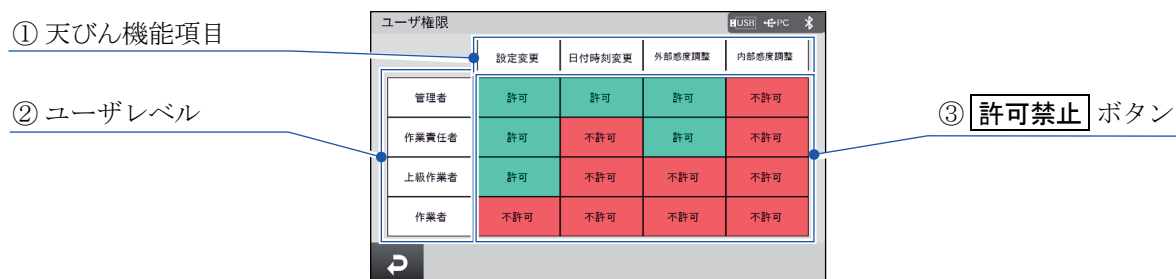 ① 天びん機能項目
② ユーザレベル
ユーザ権限 HUSB PC
設定変更 日付時刻変更 外部感度調整 内部感度調整
管理者 許可 許可 許可 不許可
作業責任者 許可 不許可 許可 不許可
上級作業者 許可 不許可 不許可 不許可
作業者 不許可 不許可 不許可 不許可
③ 許可禁止 ボタン